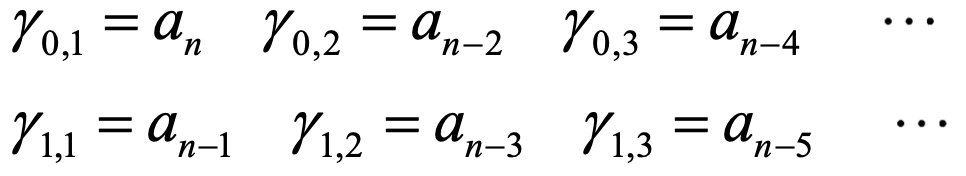 γ₀,₁ = aₙ γ₀,₂ = aₙ₋₂ γ₀,₃ = aₙ₋₄ ⋯
γ₁,₁ = aₙ₋₁ γ₁,₂ = aₙ₋₃ γ₁,₃ = aₙ₋₅ ⋯